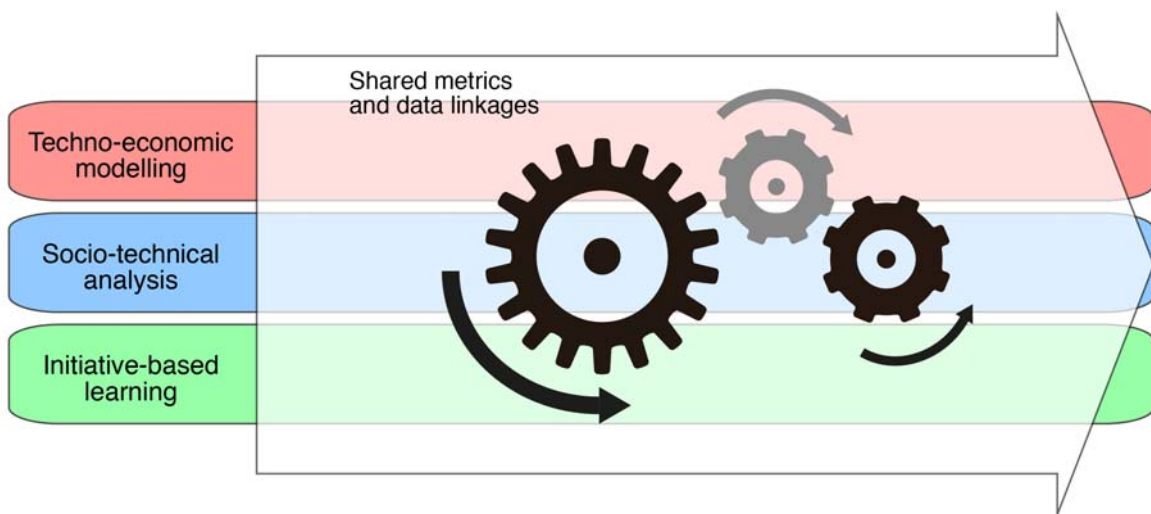 Shared metrics
and data linkages
Techno-economic
modelling
Socio-technical
analysis
Initiative-based
learning